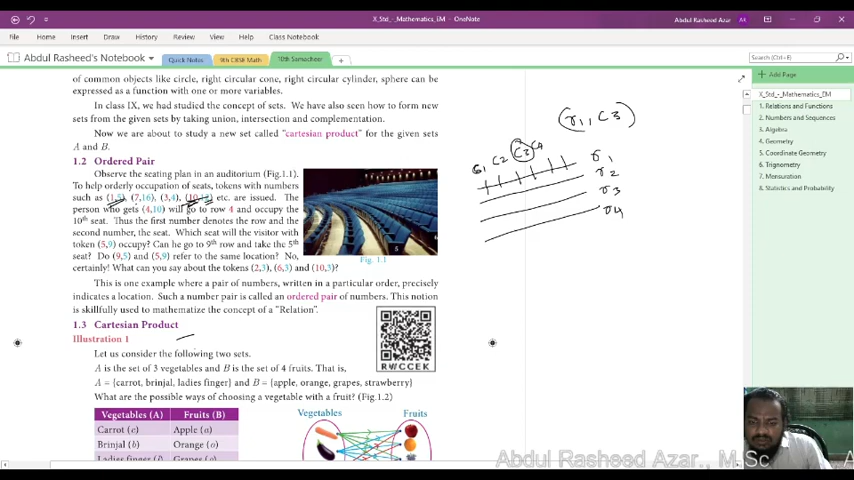 X_Std_-_Mathematics_EM - OneNote
Abdul Rasheed Azar
File Home Insert Draw History Review View Help Class Notebook
Abdul Rasheed's Notebook Quick Notes 9th CBSE Math 10th Samacheer
Search (Ctrl+E)
Add Page
X_Std_-_Mathematics_EM
1. Relations and Functions
2. Numbers and Sequences
3. Algebra
4. Geometry
5. Coordinate Geometry
6. Trignometry
7. Mensuration
8. Statistics and Probability
of common objects like circle, right circular cone, right circular cylinder, sphere can be
expressed as a function with one or more variables.
In class IX, we had studied the concept of sets. We have also seen how to form new
sets from the given sets by taking union, intersection and complementation.
Now we are about to study a new set called “cartesian product” for the given sets
A and B.
1.2 Ordered Pair
Observe the seating plan in an auditorium (Fig.1.1).
To help orderly occupation of seats, tokens with numbers
such as (1,5), (7,16), (3,4), (10,12) etc. are issued. The
person who gets (4,10) will go to row 4 and occupy the
10th seat. Thus the first number denotes the row and the
second number, the seat. Which seat will the visitor with
token (5,9) occupy? Can he go to 9th row and take the 5th
seat? Do (9,5) and (5,9) refer to the same location? No,
certainly! What can you say about the tokens (2,3), (6,3) and (10,3)?
Fig. 1.1
This is one example where a pair of numbers, written in a particular order, precisely
indicates a location. Such a number pair is called an ordered pair of numbers. This notion
is skillfully used to mathematize the concept of a “Relation”.
1.3 Cartesian Product
Illustration 1
Let us consider the following two sets.
A is the set of 3 vegetables and B is the set of 4 fruits. That is,
A = {carrot, brinjal, ladies finger} and B = {apple, orange, grapes, strawberry}
What are the possible ways of choosing a vegetable with a fruit? (Fig.1.2)
RWCCEK
Vegetables (A) Fruits (B)
Carrot (c) Apple (a)
Brinjal (b) Orange (o)
Ladies finger (l) Grapes (g)
Vegetables Fruits
(r1, C3)
C1 C2 C3 C4
r1
r2
r3
r4
Abdul Rasheed Azar., M.Sc